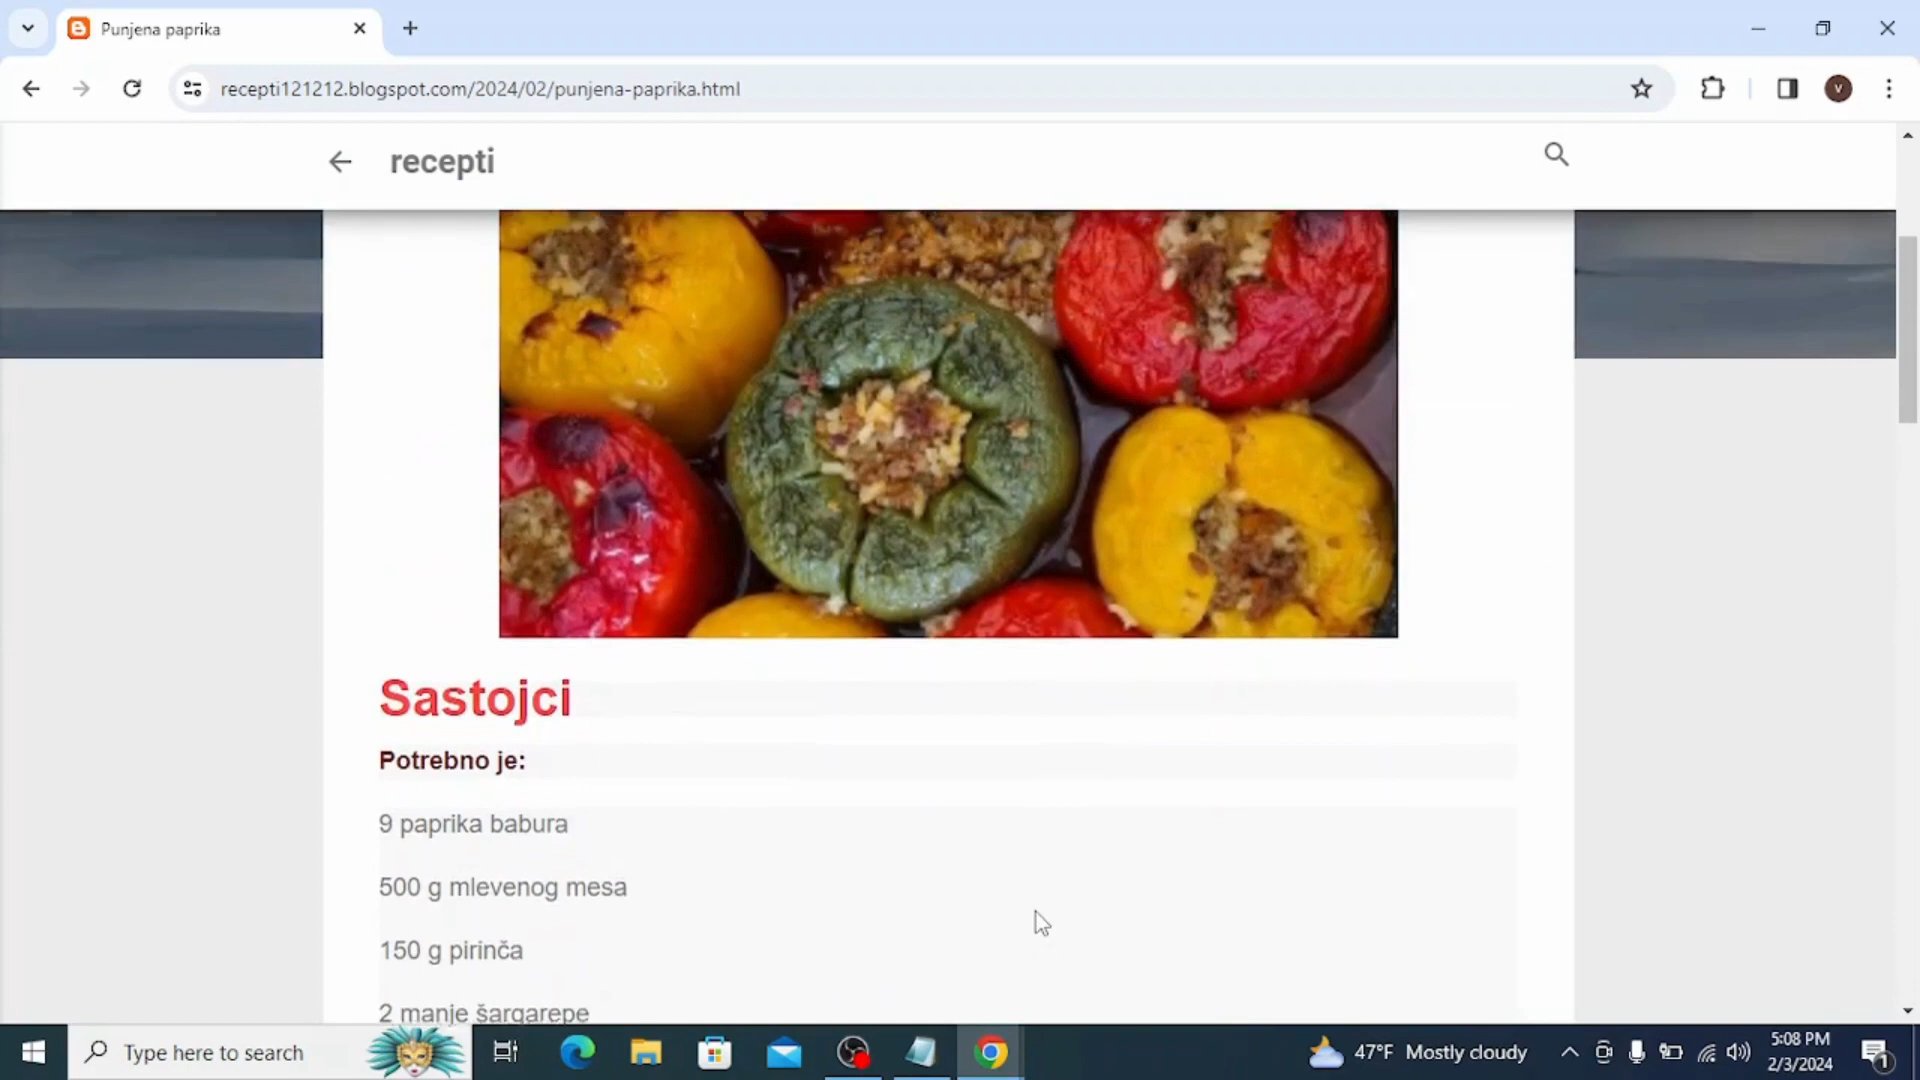 Punjena paprika
recepti121212.blogspot.com/2024/02/punjena-paprika.html
V
recepti
Sastojci
Potrebno je:
9 paprika babura
500 g mlevenog mesa
150 g pirinča
2 manje šargarepe
Type here to search
47°F Mostly cloudy
5:08 PM
2/3/2024
1